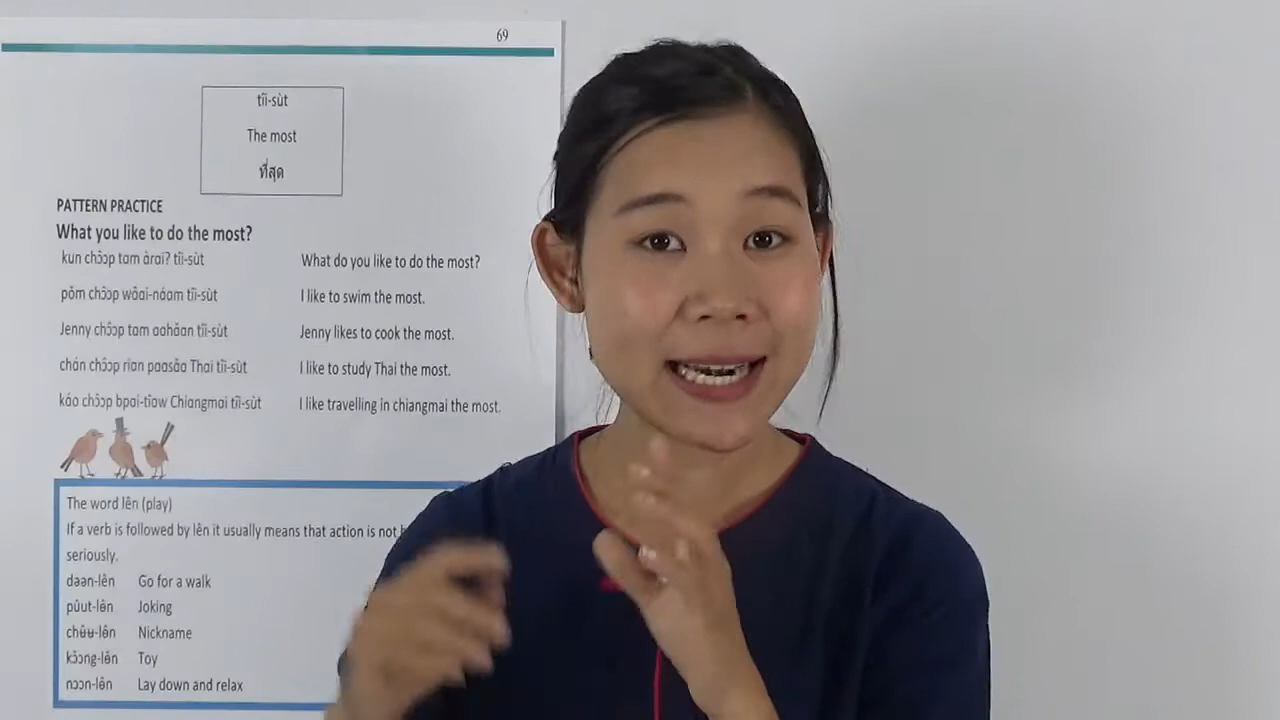 69
tîi-sùt
The most
ที่สุด
PATTERN PRACTICE
What you like to do the most?
kun chɔ̂ɔp tam àrai? tîi-sùt What do you like to do the most?
pǒm chɔ̂ɔp wâai-náam tîi-sùt I like to swim the most.
Jenny chɔ̂ɔp tam aahǎan tîi-sùt Jenny likes to cook the most.
chán chɔ̂ɔp rian paasǎa Thai tîi-sùt I like to study Thai the most.
káo chɔ̂ɔp bpai-tîaw Chiangmai tîi-sùt I like travelling in chiangmai the most.
The word lên (play)
If a verb is followed by lên it usually means that action is not
seriously.
dəən-lên Go for a walk
pûut-lên Joking
chʉ̂ʉ-lên Nickname
kɔ̌ɔng-lên Toy
nɔɔn-lên Lay down and relax